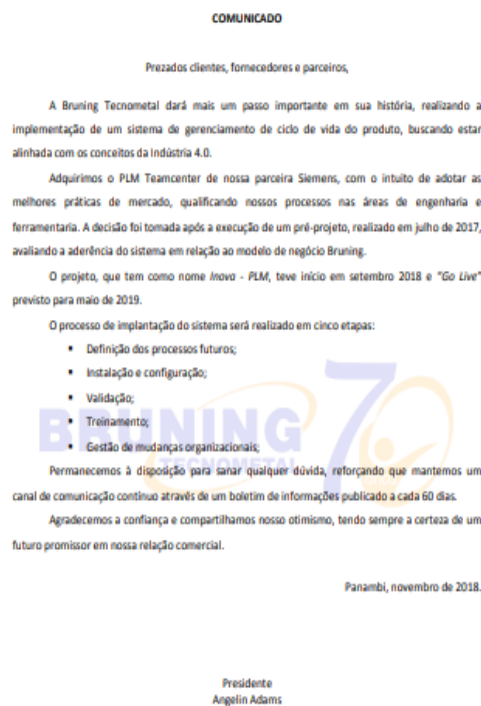 COMUNICADO
Prezados clientes, fornecedores e parceiros,
A Bruning Tecnometal dará mais um passo importante em sua história, realizando a
implementação de um sistema de gerenciamento de ciclo de vida do produto, buscando estar
alinhada com os conceitos da Indústria 4.0.
Adquirimos o PLM Teamcenter de nossa parceira Siemens, com o intuito de adotar as
melhores práticas de mercado, qualificando nossos processos nas áreas de engenharia e
ferramentaria. A decisão foi tomada após a execução de um pré-projeto, realizado em julho de 2017,
avaliando a aderência do sistema em relação ao modelo de negócio Bruning.
O projeto, que tem como nome Inova - PLM, teve início em setembro 2018 e "Go Live"
previsto para maio de 2019.
O processo de implantação do sistema será realizado em cinco etapas:
▪ Definição dos processos futuros;
▪ Instalação e configuração;
▪ Validação;
▪ Treinamento;
▪ Gestão de mudanças organizacionais;
BRUNING 70
TECNOMETAL
Permanecemos à disposição para sanar qualquer dúvida, reforçando que mantemos um
canal de comunicação contínuo através de um boletim de informações publicado a cada 60 dias.
Agradecemos a confiança e compartilhamos nosso otimismo, tendo sempre a certeza de um
futuro promissor em nossa relação comercial.
Panambi, novembro de 2018.
Presidente
Angelin Adams